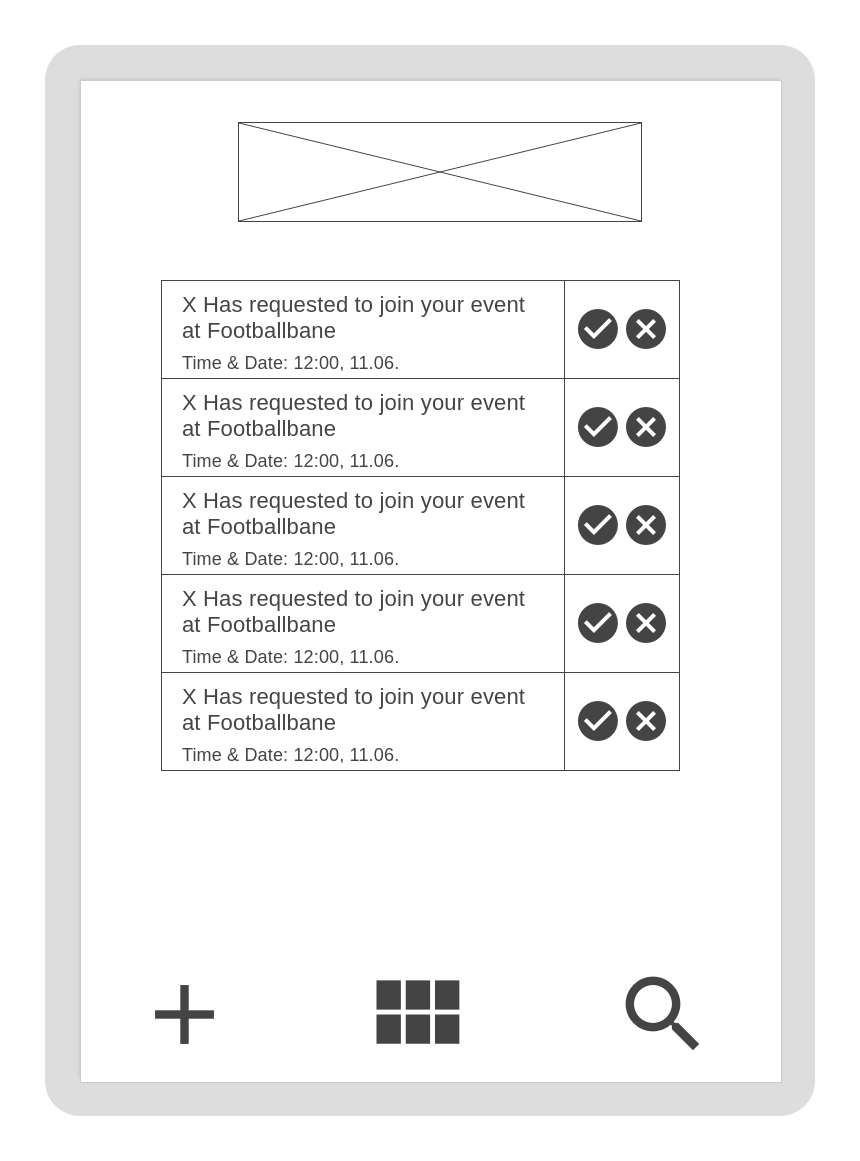 X Has requested to join your event
at Footballbane
Time & Date: 12:00, 11.06.
X Has requested to join your event
at Footballbane
Time & Date: 12:00, 11.06.
X Has requested to join your event
at Footballbane
Time & Date: 12:00, 11.06.
X Has requested to join your event
at Footballbane
Time & Date: 12:00, 11.06.
X Has requested to join your event
at Footballbane
Time & Date: 12:00, 11.06.